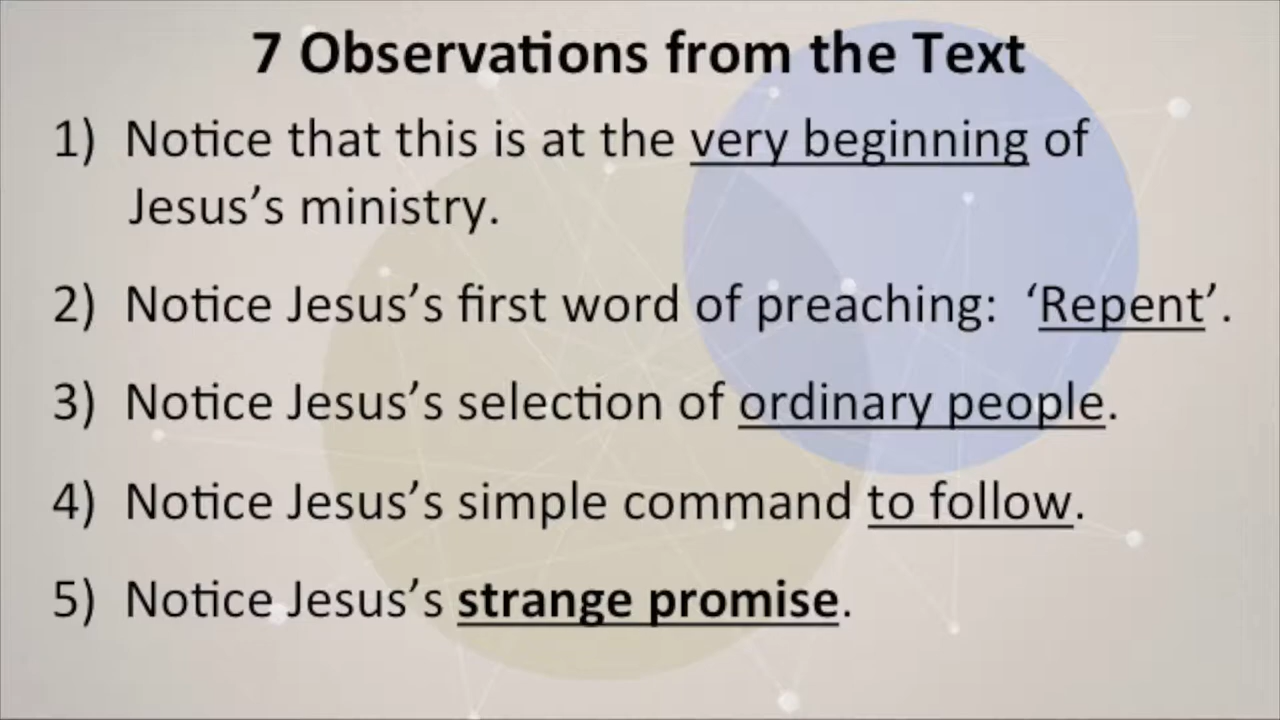 7 Observations from the Text
1) Notice that this is at the very beginning of
Jesus’s ministry.
2) Notice Jesus’s first word of preaching: ‘Repent’.
3) Notice Jesus’s selection of ordinary people.
4) Notice Jesus’s simple command to follow.
5) Notice Jesus’s strange promise.